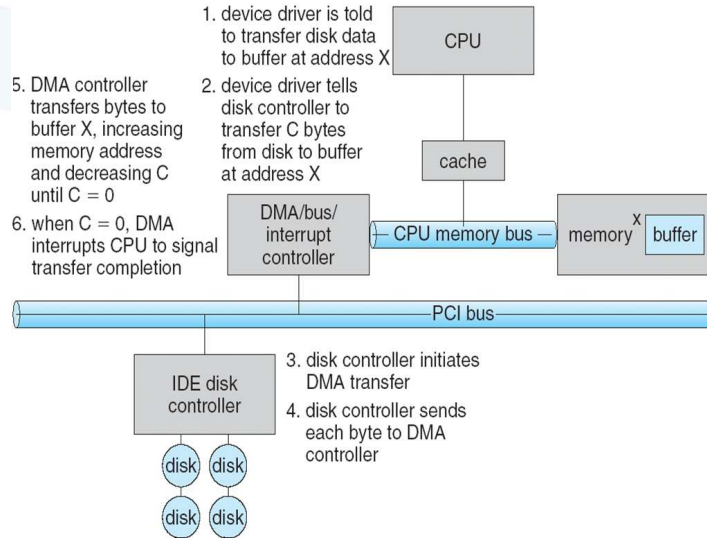 1. device driver is told
to transfer disk data
to buffer at address X
2. device driver tells
disk controller to
transfer C bytes
from disk to buffer
at address X
5. DMA controller
transfers bytes to
buffer X, increasing
memory address
and decreasing C
until C = 0
6. when C = 0, DMA
interrupts CPU to signal
transfer completion
CPU
cache
DMA/bus/
interrupt
controller
CPU memory bus
memory
X
buffer
PCI bus
IDE disk
controller
3. disk controller initiates
DMA transfer
4. disk controller sends
each byte to DMA
controller
disk
disk
disk
disk